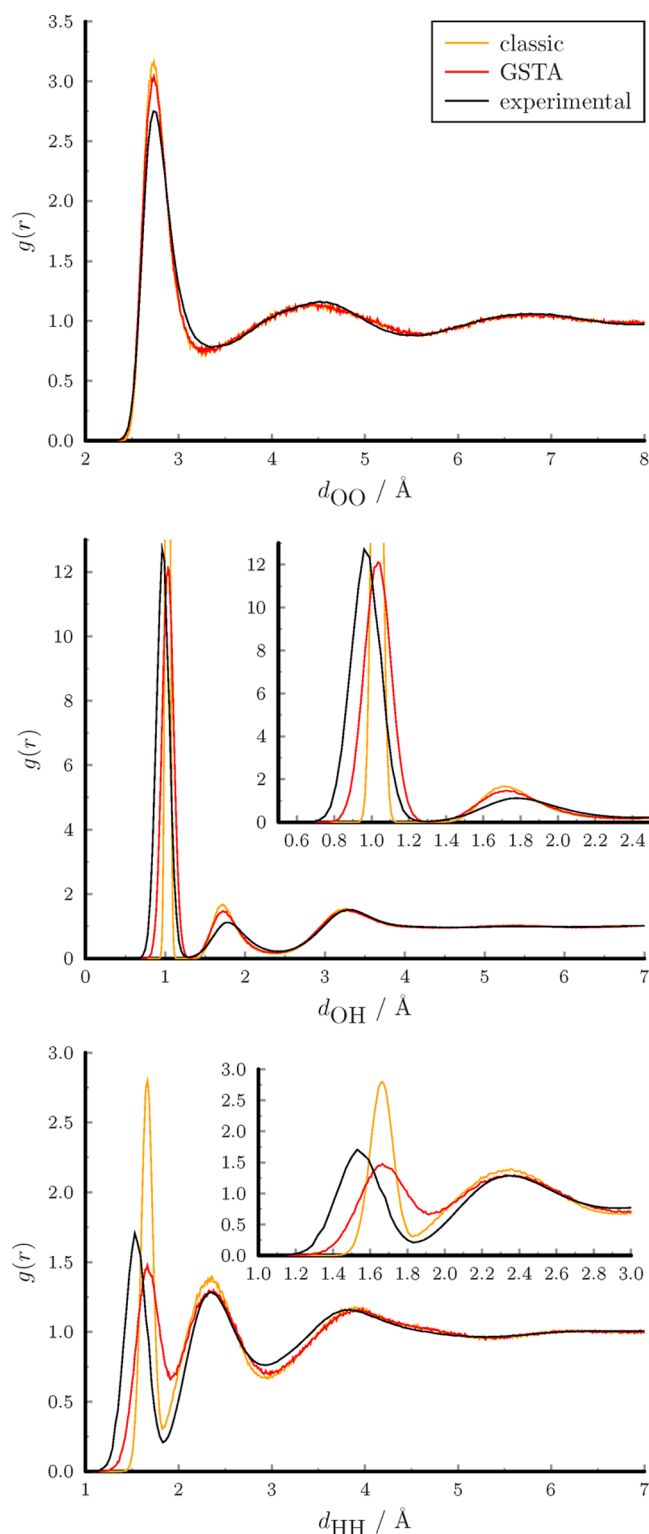 3.5
3.0
2.5
2.0
1.5
1.0
0.5
0.0
g(r)
classic
GSTA
experimental
2 3 4 5 6 7 8
dOO / Å
12
10
8
6
4
2
0
g(r)
12
10
8
6
4
2
0
0.6 0.8 1.0 1.2 1.4 1.6 1.8 2.0 2.2 2.4
0 1 2 3 4 5 6 7
dOH / Å
3.0
2.5
2.0
1.5
1.0
0.5
0.0
g(r)
3.0
2.5
2.0
1.5
1.0
0.5
0.0
1.0 1.2 1.4 1.6 1.8 2.0 2.2 2.4 2.6 2.8 3.0
1 2 3 4 5 6 7
dHH / Å